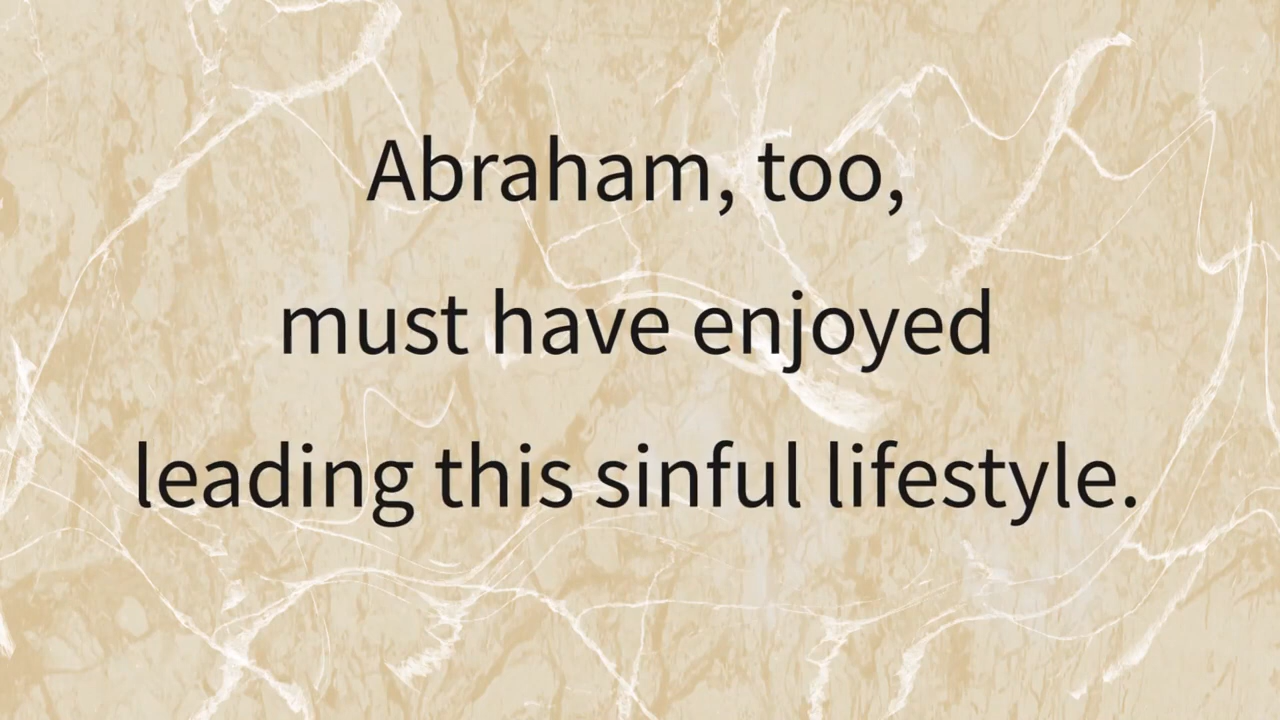 Abraham, too,
must have enjoyed
leading this sinful lifestyle.